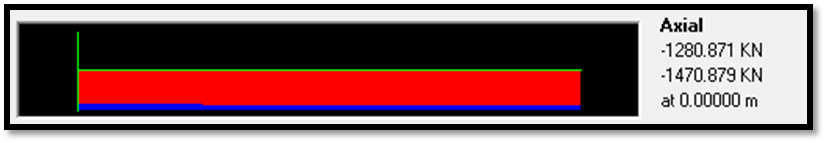 Axial
-1280.871 KN
-1470.879 KN
at 0.00000 m